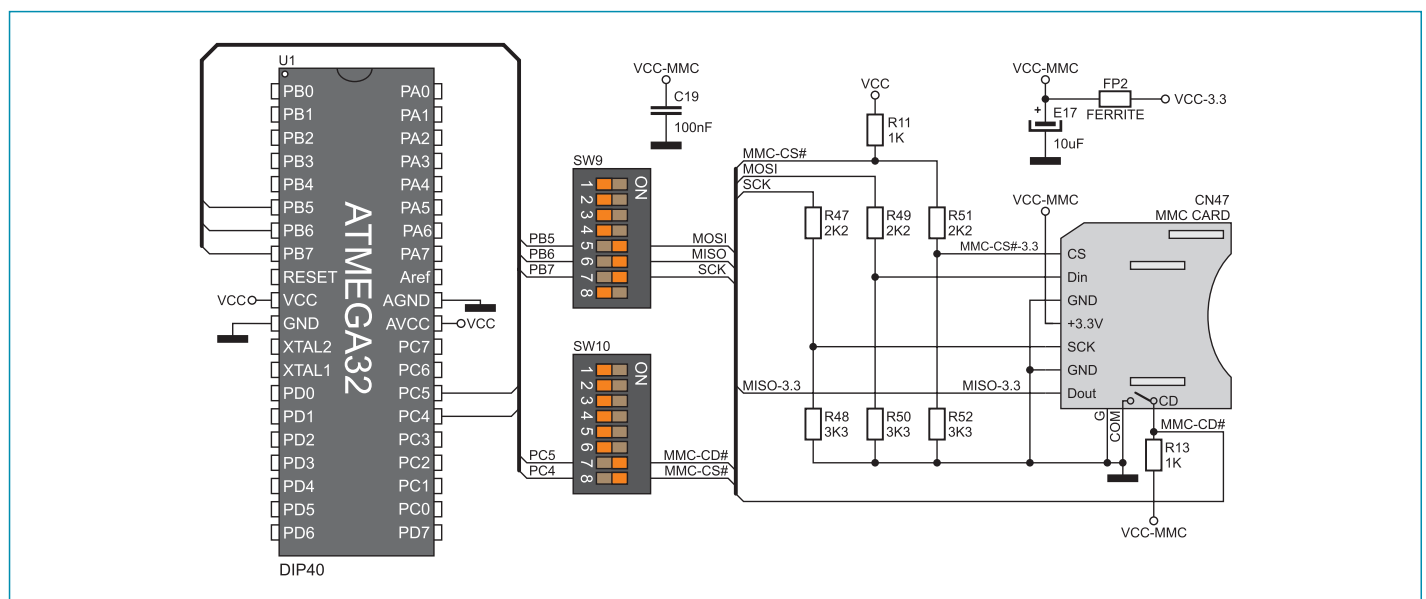 U1
PB0 PA0
PB1 PA1
PB2 PA2
PB3 PA3
PB4 PA4
PB5 PA5
PB6 PA6
PB7 PA7
RESET Aref
VCC VCC AGND
GND AVCC VCC
XTAL2 PC7
XTAL1 PC6
PD0 PC5
PD1 PC4
PD2 PC3
PD3 PC2
PD4 PC1
PD5 PC0
PD6 PD7
ATMEGA32
DIP40
VCC-MMC
C19
100nF
SW9
ON
1
2
3
4
5
6
7
8
PB5 MOSI
PB6 MISO
PB7 SCK
SW10
ON
1
2
3
4
5
6
7
8
PC5 MMC-CD#
PC4 MMC-CS#
VCC
R11
1K
MMC-CS#
MOSI
SCK
R47
2K2
R49
2K2
R51
2K2
MMC-CS#-3.3
MISO-3.3 MISO-3.3
R48
3K3
R50
3K3
R52
3K3
VCC-MMC
FP2
VCC-3.3
FERRITE
+
E17
10uF
VCC-MMC
CN47
MMC CARD
CS
Din
GND
+3.3V
SCK
GND
Dout
CD
G
COM
MMC-CD#
R13
1K
VCC-MMC